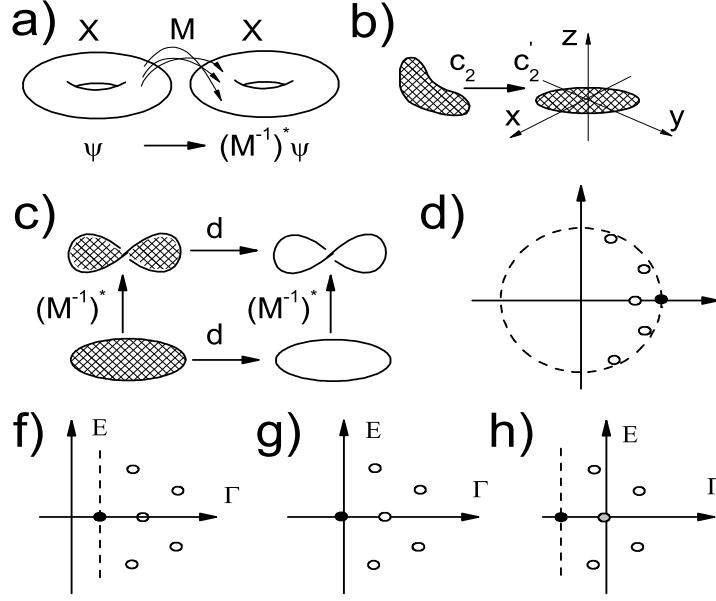 a)
X M X
ψ (M⁻¹)*ψ
b)
c₂ c₂'
z
x y
c)
d
(M⁻¹)* (M⁻¹)*
d
d)
f)
E
Γ
g)
E
Γ
h)
E
Γ